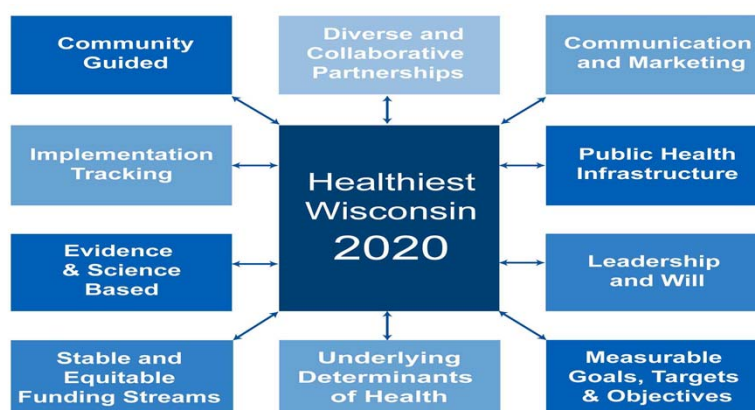 Community
Guided
Diverse and
Collaborative
Partnerships
Communication
and Marketing
Implementation
Tracking
Healthiest
Wisconsin
2020
Public Health
Infrastructure
Evidence
& Science
Based
Leadership
and Will
Stable and
Equitable
Funding Streams
Underlying
Determinants
of Health
Measurable
Goals, Targets
& Objectives